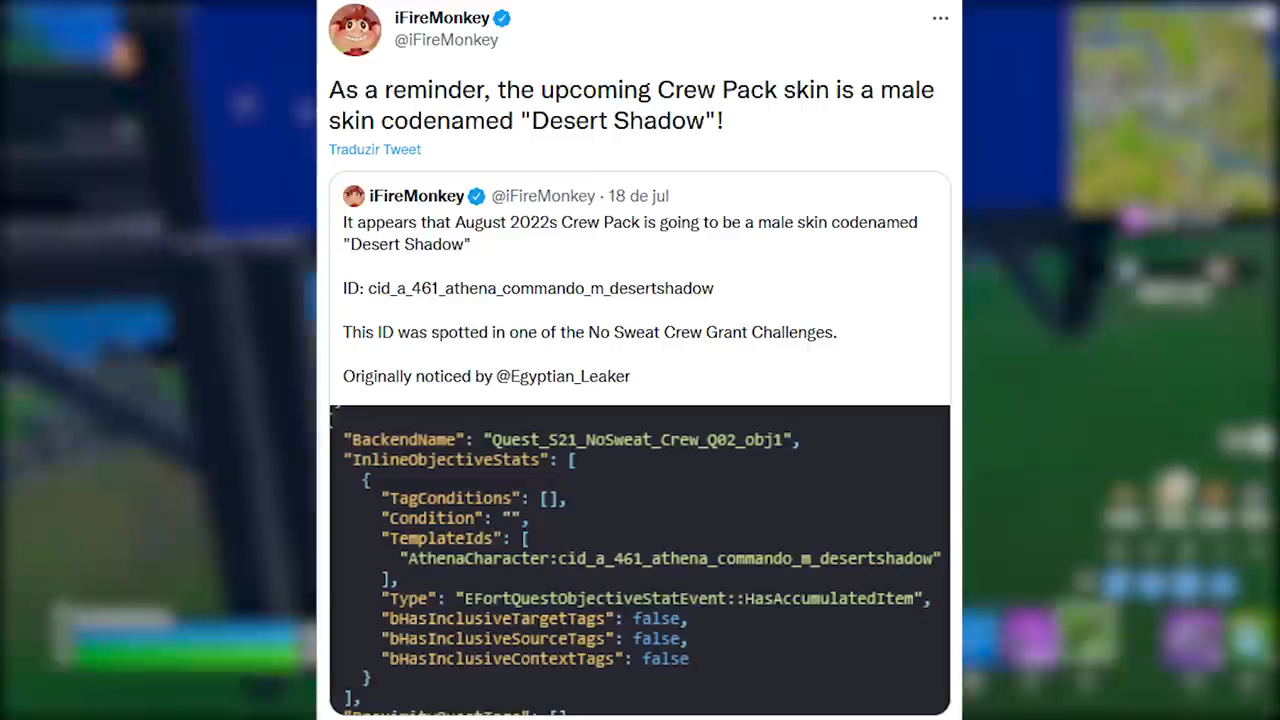 iFireMonkey
@iFireMonkey
As a reminder, the upcoming Crew Pack skin is a male
skin codenamed "Desert Shadow"!
Traduzir Tweet
iFireMonkey @iFireMonkey · 18 de jul
It appears that August 2022s Crew Pack is going to be a male skin codenamed
"Desert Shadow"
ID: cid_a_461_athena_commando_m_desertshadow
This ID was spotted in one of the No Sweat Crew Grant Challenges.
Originally noticed by @Egyptian_Leaker
"BackendName": "Quest_S21_NoSweat_Crew_Q02_obj1",
"InlineObjectiveStats": [
{
"TagConditions": [],
"Condition": "",
"TemplateIds": [
"AthenaCharacter:cid_a_461_athena_commando_m_desertshadow"
],
"Type": "EFortQuestObjectiveStatEvent::HasAccumulatedItem",
"bHasInclusiveTargetTags": false,
"bHasInclusiveSourceTags": false,
"bHasInclusiveContextTags": false
}
],